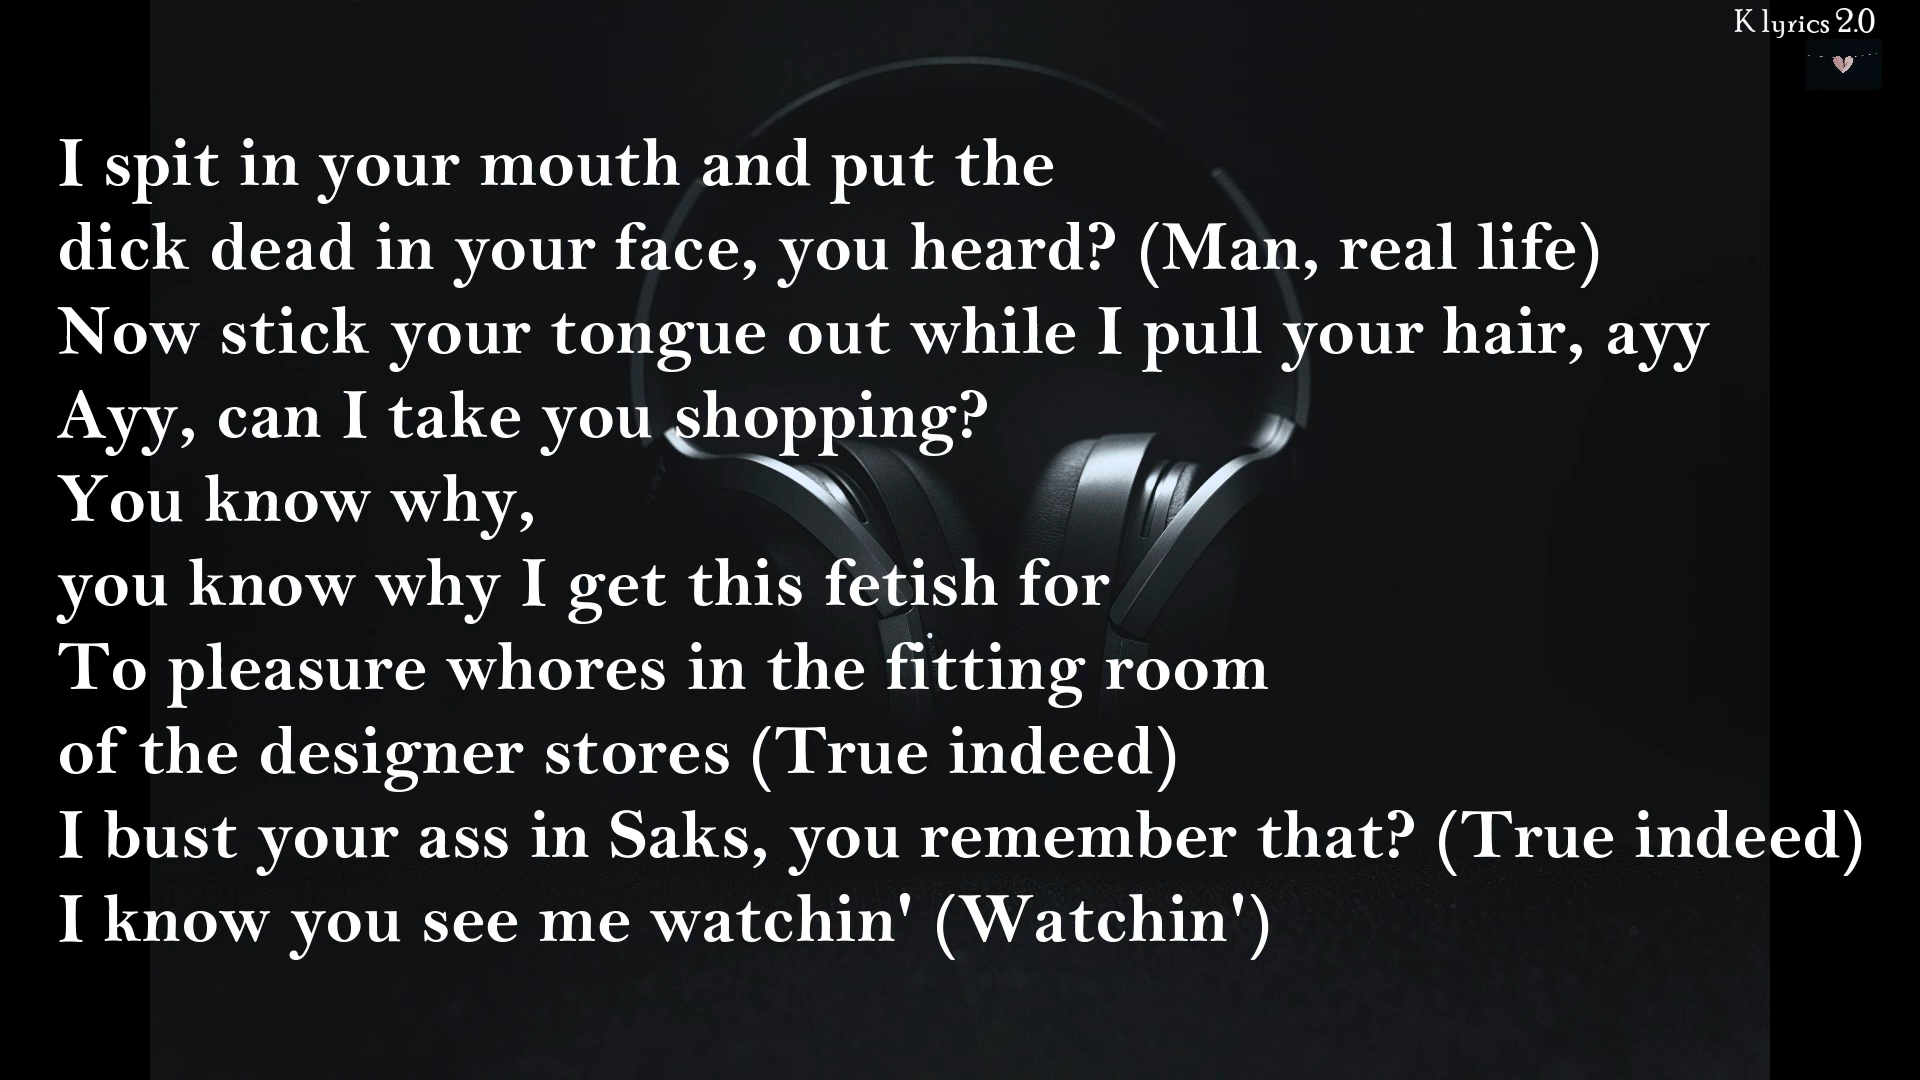 K lyrics 2.0
I spit in your mouth and put the
dick dead in your face, you heard? (Man, real life)
Now stick your tongue out while I pull your hair, ayy
Ayy, can I take you shopping?
You know why,
you know why I get this fetish for
To pleasure whores in the fitting room
of the designer stores (True indeed)
I bust your ass in Saks, you remember that? (True indeed)
I know you see me watchin' (Watchin')